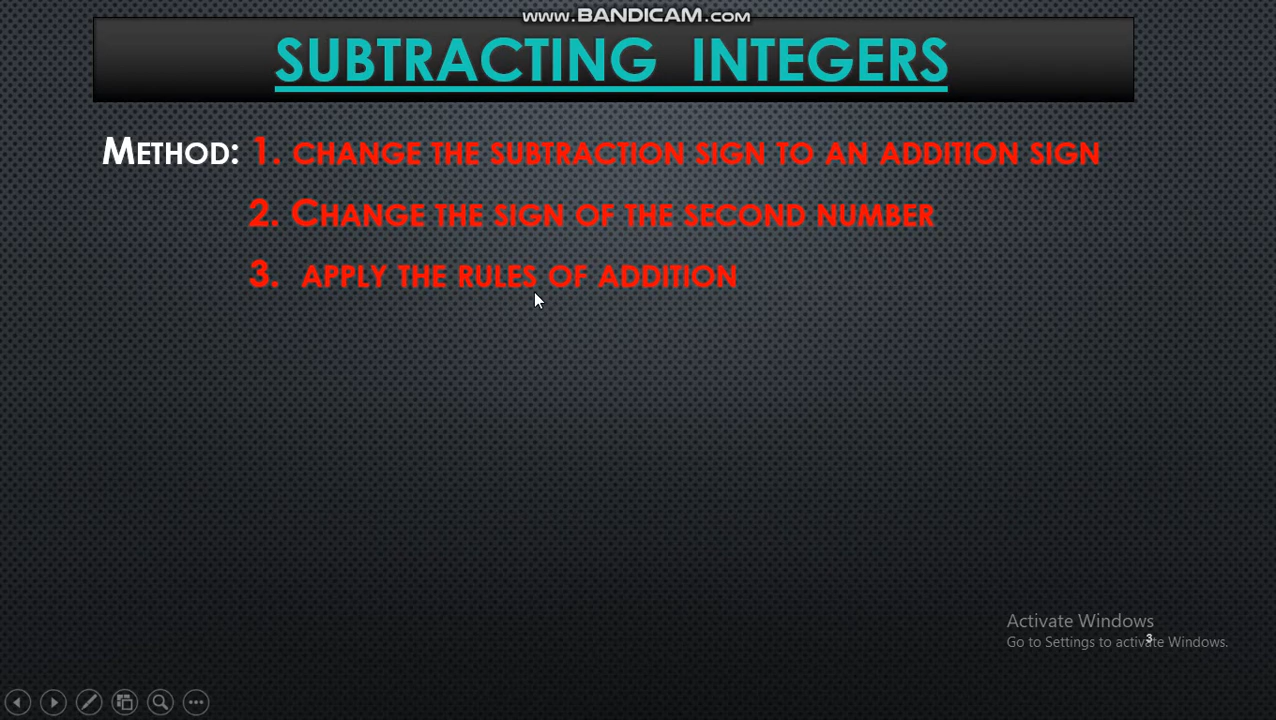 www.BANDICAM.com
SUBTRACTING INTEGERS
METHOD: 1. CHANGE THE SUBTRACTION SIGN TO AN ADDITION SIGN
2. CHANGE THE SIGN OF THE SECOND NUMBER
3. APPLY THE RULES OF ADDITION
Activate Windows
Go to Settings to activate Windows.
3